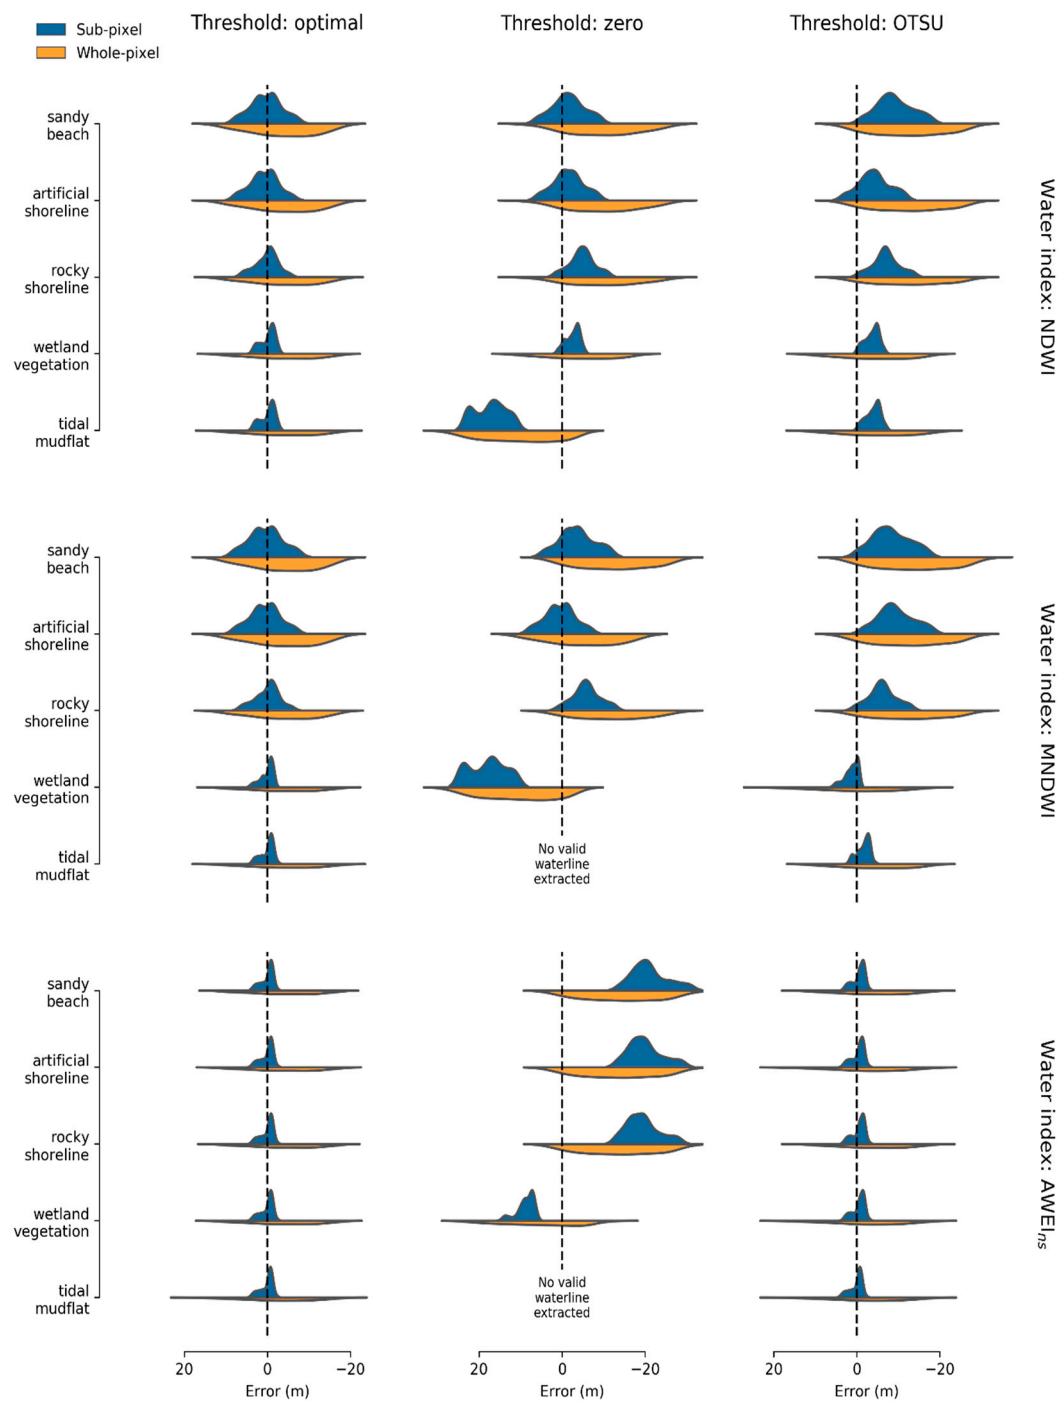 Sub-pixel
Whole-pixel
Threshold: optimal
Threshold: zero
Threshold: OTSU
sandy
beach
artificial
shoreline
rocky
shoreline
wetland
vegetation
tidal
mudflat
Water index: NDWI
sandy
beach
artificial
shoreline
rocky
shoreline
wetland
vegetation
tidal
mudflat
No valid
waterline
extracted
Water index: MNDWI
sandy
beach
artificial
shoreline
rocky
shoreline
wetland
vegetation
tidal
mudflat
No valid
waterline
extracted
Water index: AWEIns
20 0 −20
Error (m)
20 0 −20
Error (m)
20 0 −20
Error (m)